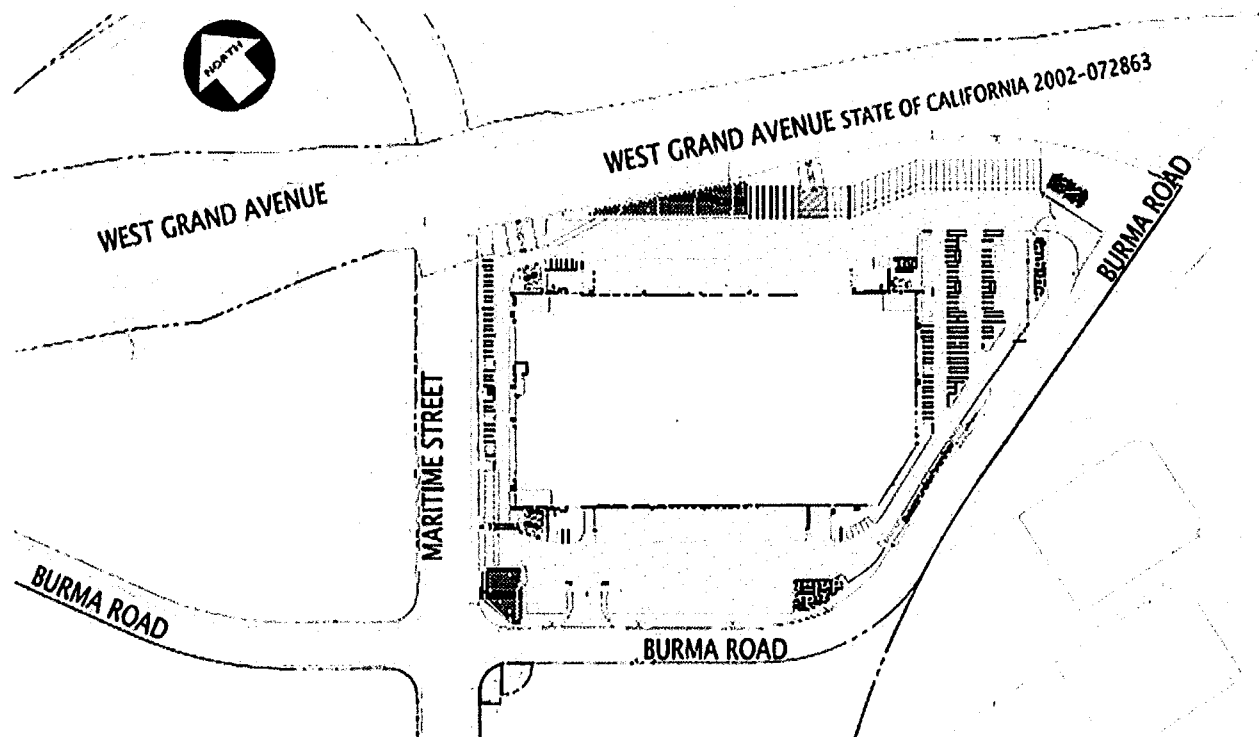 NORTH
WEST GRAND AVENUE STATE OF CALIFORNIA 2002-072863
WEST GRAND AVENUE
BURMA ROAD
MARITIME STREET
BURMA ROAD
BURMA ROAD